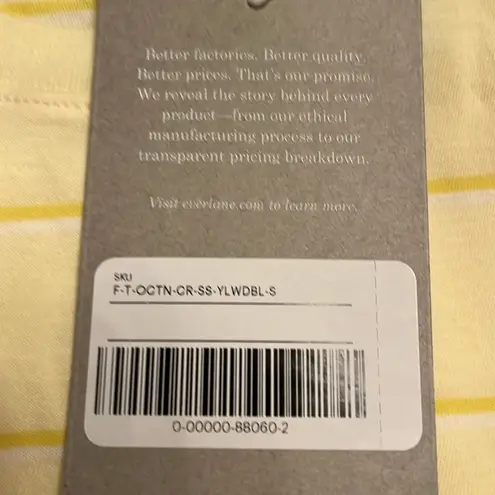 Better factories. Better quality.
Better prices. That's our promise.
We reveal the story behind every
product—from our ethical
manufacturing process to our
transparent pricing breakdown.
Visit everlane.com to learn more.
SKU
F-T-OCTN-CR-SS-YLWDBL-S
0-00000-88060-2